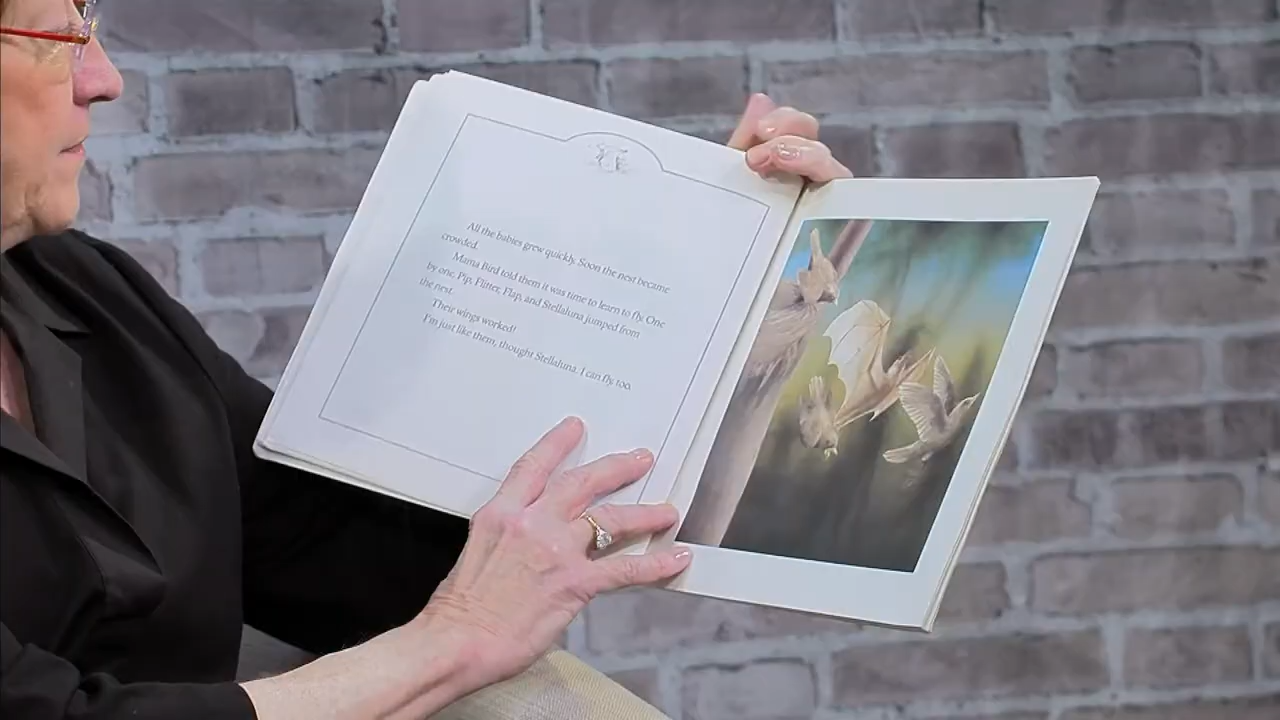 All the babies grew quickly. Soon the nest became
crowded.
Mama Bird told them it was time to learn to fly. One
by one, Pip, Flitter, Flap, and Stellaluna jumped from
the nest.
Their wings worked!
I'm just like them, thought Stellaluna. I can fly, too.